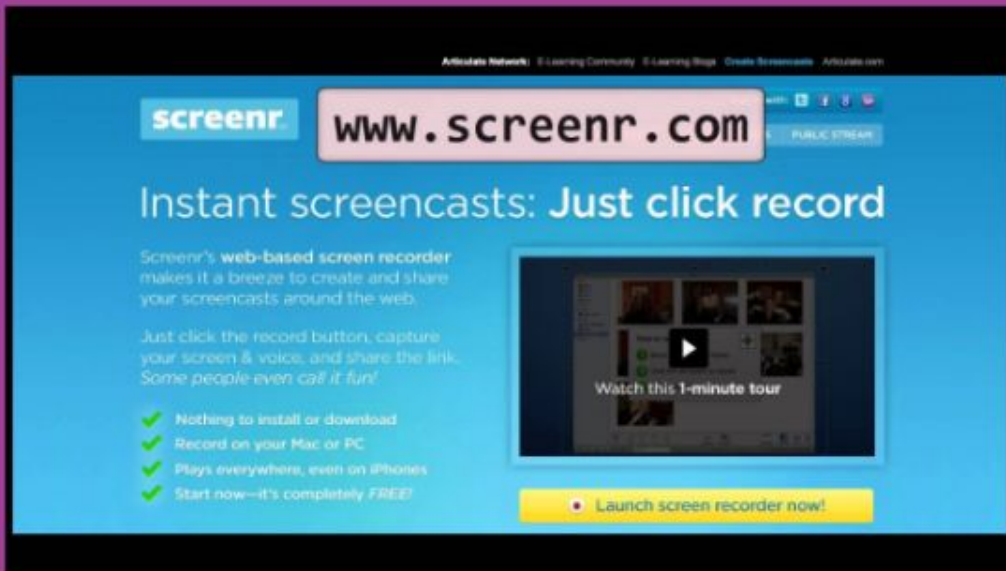 Articulate Network: E-Learning Community E-Learning Blogs Create Screencasts Articulate.com
screenr
www.screenr.com
PUBLIC STREAM
Instant screencasts: Just click record
Screenr's web-based screen recorder
makes it a breeze to create and share
your screencasts around the web.
Just click the record button, capture
your screen & voice, and share the link.
Some people even call it fun!
Nothing to install or download
Record on your Mac or PC
Plays everywhere, even on iPhones
Start now—it's completely FREE!
Watch this 1-minute tour
Launch screen recorder now!